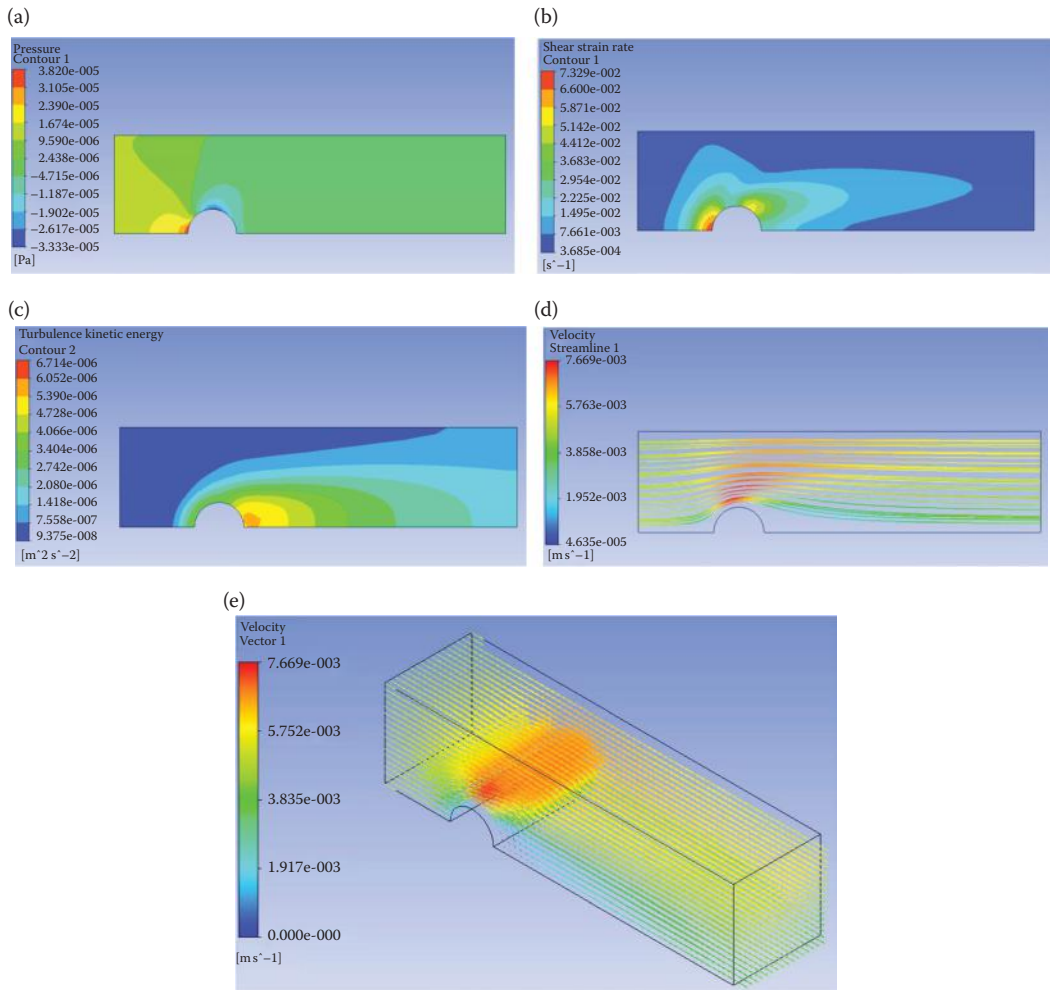 (a)
Pressure
Contour 1
3.820e-005
3.105e-005
2.390e-005
1.674e-005
9.590e-006
2.438e-006
–4.715e-006
–1.187e-005
–1.902e-005
–2.617e-005
–3.333e-005
[Pa]
(b)
Shear strain rate
Contour 1
7.329e-002
6.600e-002
5.871e-002
5.142e-002
4.412e-002
3.683e-002
2.954e-002
2.225e-002
1.495e-002
7.661e-003
3.685e-004
[sˆ–1]
(c)
Turbulence kinetic energy
Contour 2
6.714e-006
6.052e-006
5.390e-006
4.728e-006
4.066e-006
3.404e-006
2.742e-006
2.080e-006
1.418e-006
7.558e-007
9.375e-008
[mˆ2 sˆ–2]
(d)
Velocity
Streamline 1
7.669e-003
5.763e-003
3.858e-003
1.952e-003
4.635e-005
[m sˆ–1]
(e)
Velocity
Vector 1
7.669e-003
5.752e-003
3.835e-003
1.917e-003
0.000e-000
[m sˆ–1]